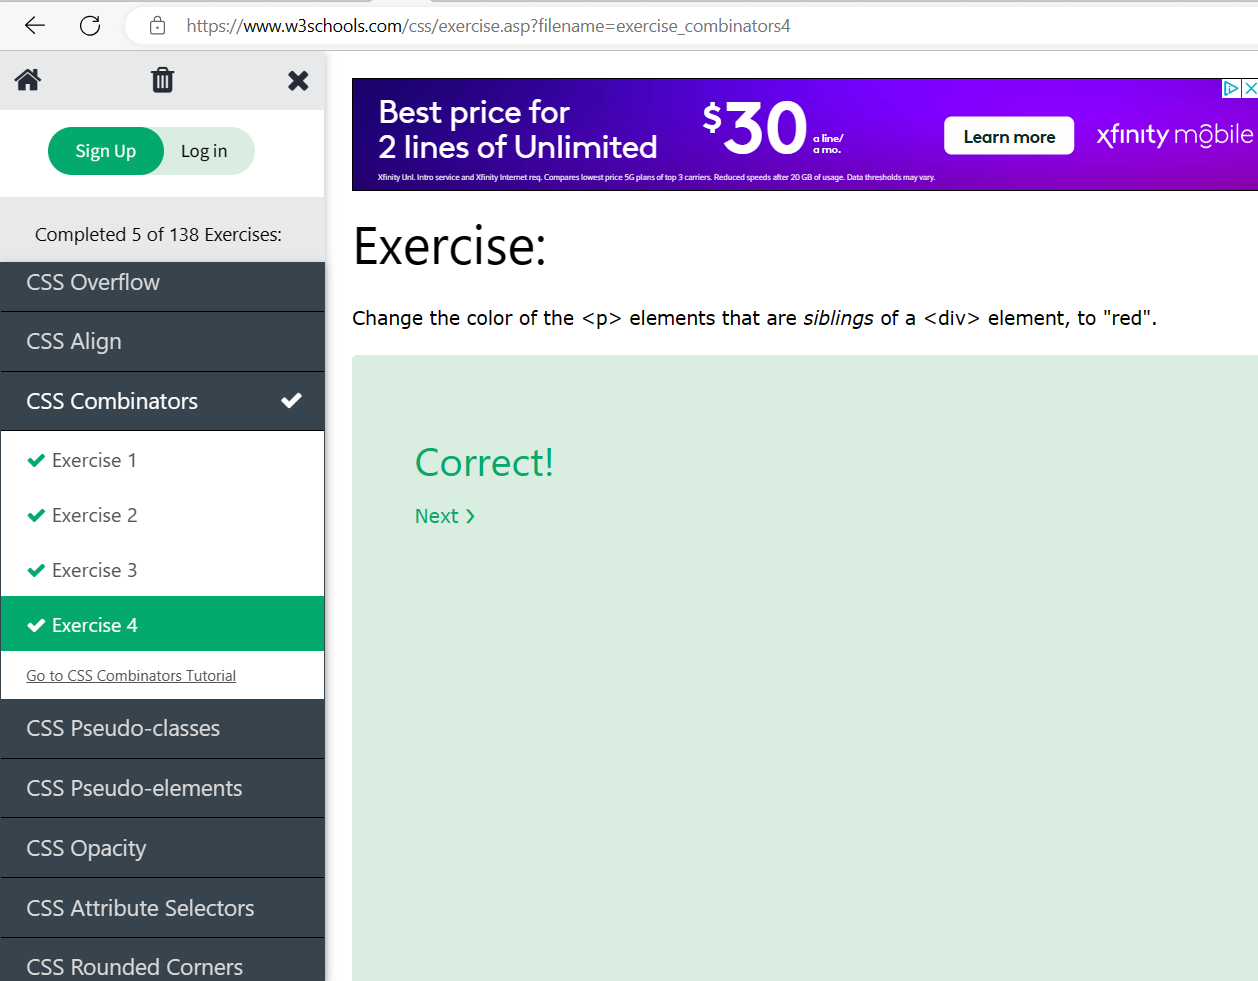 https://www.w3schools.com/css/exercise.asp?filename=exercise_combinators4
Sign Up
Log in
Completed 5 of 138 Exercises:
CSS Overflow
CSS Align
CSS Combinators
Exercise 1
Exercise 2
Exercise 3
Exercise 4
Go to CSS Combinators Tutorial
CSS Pseudo-classes
CSS Pseudo-elements
CSS Opacity
CSS Attribute Selectors
CSS Rounded Corners
Best price for
2 lines of Unlimited
$30
a line/
a mo.
Learn more
xfinity mobile
Xfinity Unl. Intro service and Xfinity Internet req. Compares lowest price 5G plans of top 3 carriers. Reduced speeds after 20 GB of usage. Data thresholds may vary.
Exercise:
Change the color of the <p> elements that are siblings of a <div> element, to "red".
Correct!
Next ❯